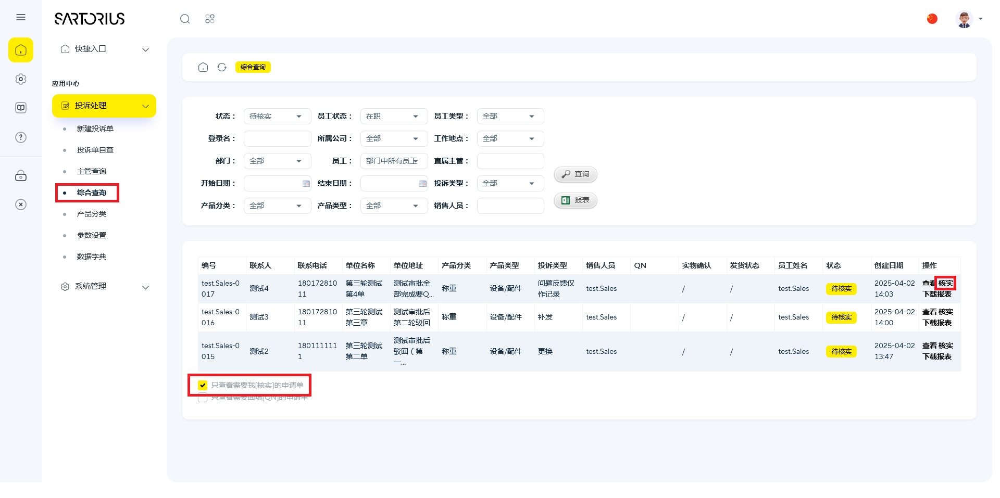 SARTORIUS
快捷入口
应用中心
投诉处理
新建投诉单
投诉单自查
主管查询
综合查询
产品分类
参数设置
数据字典
系统管理
综合查询
状态： 待核实 员工状态： 在职 员工类型： 全部
登录名： 所属公司： 全部 工作地点： 全部
部门： 全部 员工： 部门中所有员工 直属主管：
开始日期： 结束日期： 投诉类型： 全部
产品分类： 全部 产品类型： 全部 销售人员：
查询
报表
编号 联系人 联系电话 单位名称 单位地址 产品分类 产品类型 投诉类型 销售人员 QN 实物确认 发货状态 员工姓名 状态 创建日期 操作
test.Sales-0 180172810 第三轮测试 测试审批全 问题反馈仅 2025-04-02 查看 核实
测试4 称重 设备/配件 test.Sales / / test.Sales 待核实
017 11 第4单 部完成要Q... 作记录 14:03 下载报表
test.Sales-0 180172810 第三轮测试 测试审批后 2025-04-02 查看 核实
测试3 称重 设备/配件 补发 test.Sales / / test.Sales 待核实
016 11 第三章 第二轮驳回 14:00 下载报表
测试审批后
test.Sales-0 180111111 第三轮测试 2025-04-02 查看 核实
测试2 驳回（第 称重 设备/配件 更换 test.Sales / / test.Sales 待核实
015 1 第二单 13:47 下载报表
一...
只查看需要我[核实]的申请单
只查看需要回填[QN]的申请单